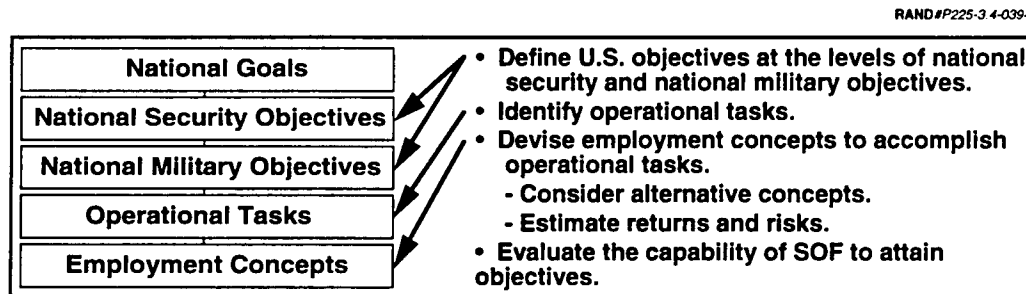 RAND#P225-3.4-039-
National Goals
National Security Objectives
National Military Objectives
Operational Tasks
Employment Concepts
• Define U.S. objectives at the levels of national
security and national military objectives.
• Identify operational tasks.
• Devise employment concepts to accomplish
operational tasks.
- Consider alternative concepts.
- Estimate returns and risks.
• Evaluate the capability of SOF to attain
objectives.